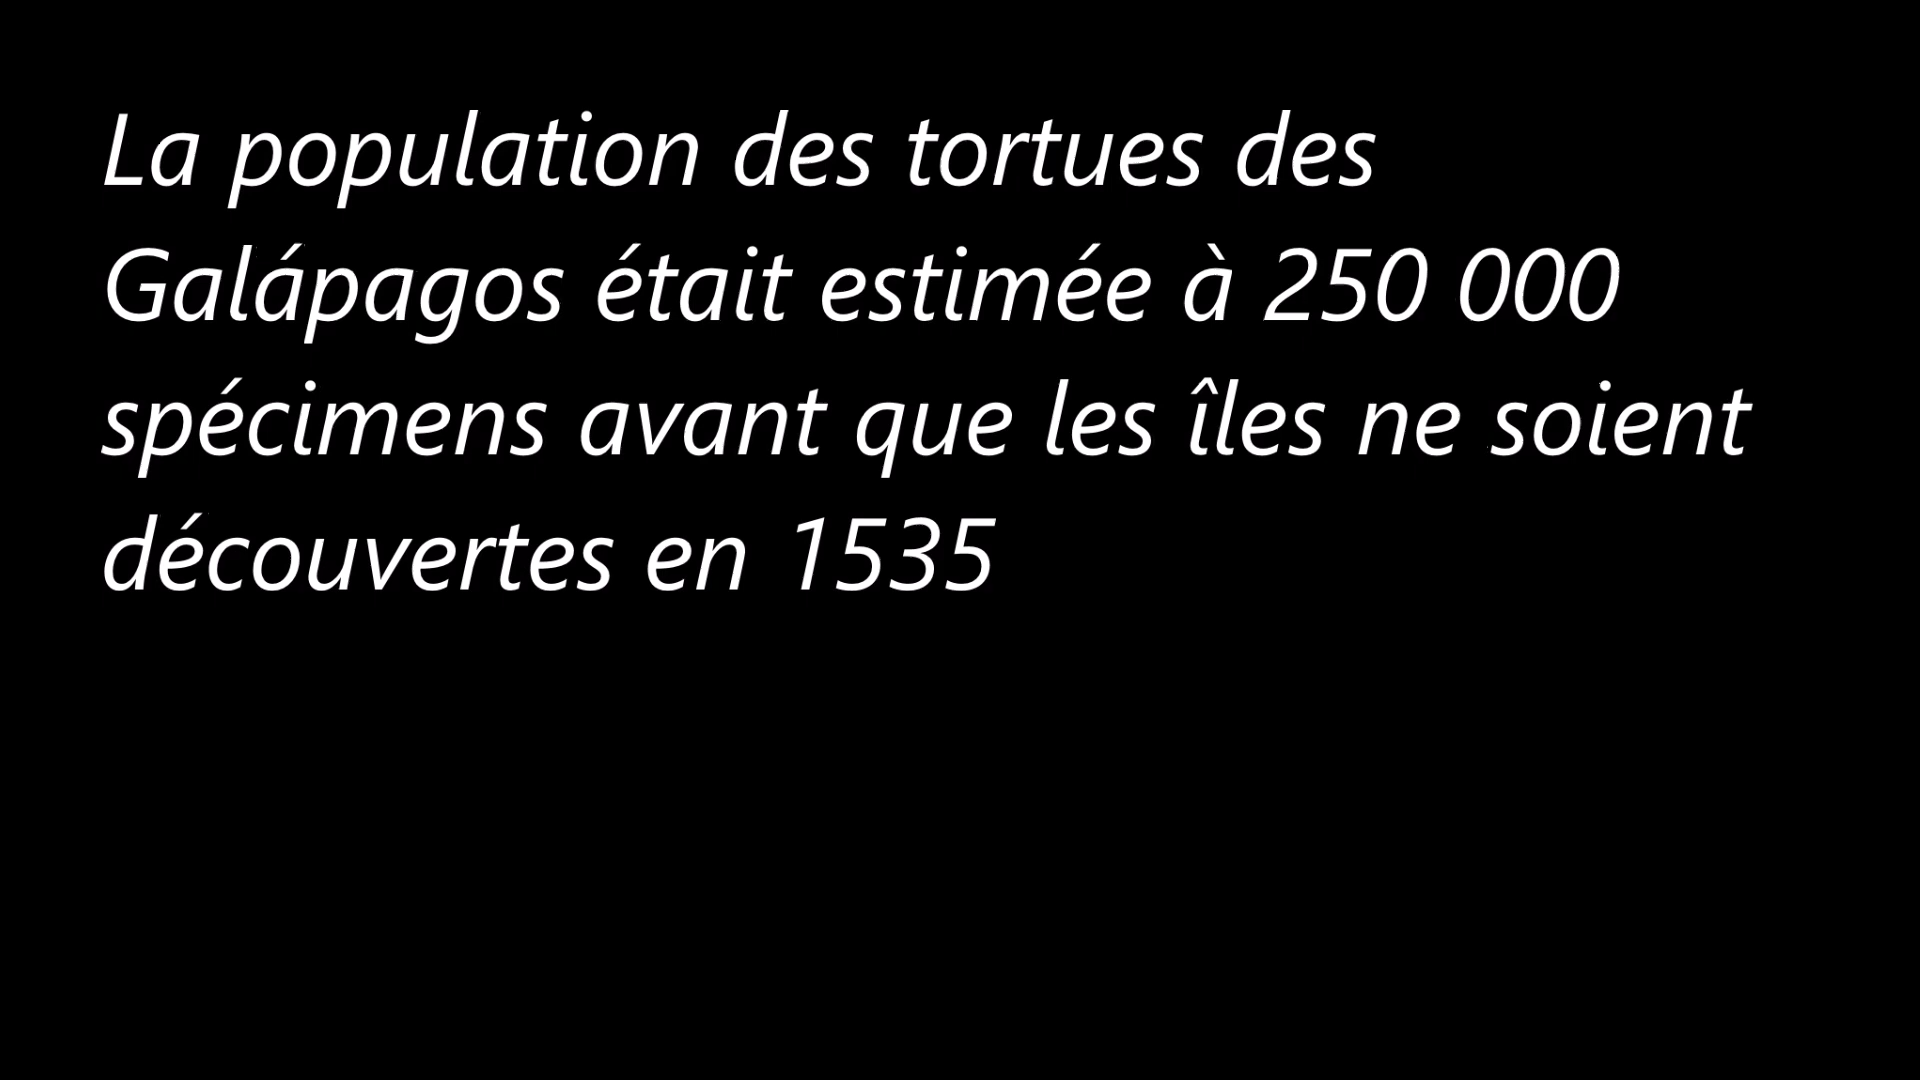 La population des tortues des
Galápagos était estimée à 250 000
spécimens avant que les îles ne soient
découvertes en 1535